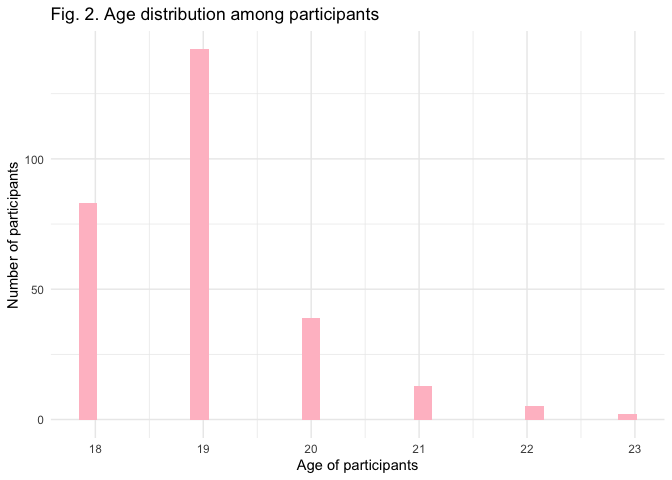 Fig. 2. Age distribution among participants
Number of participants
100
50
0
18 19 20 21 22 23
Age of participants